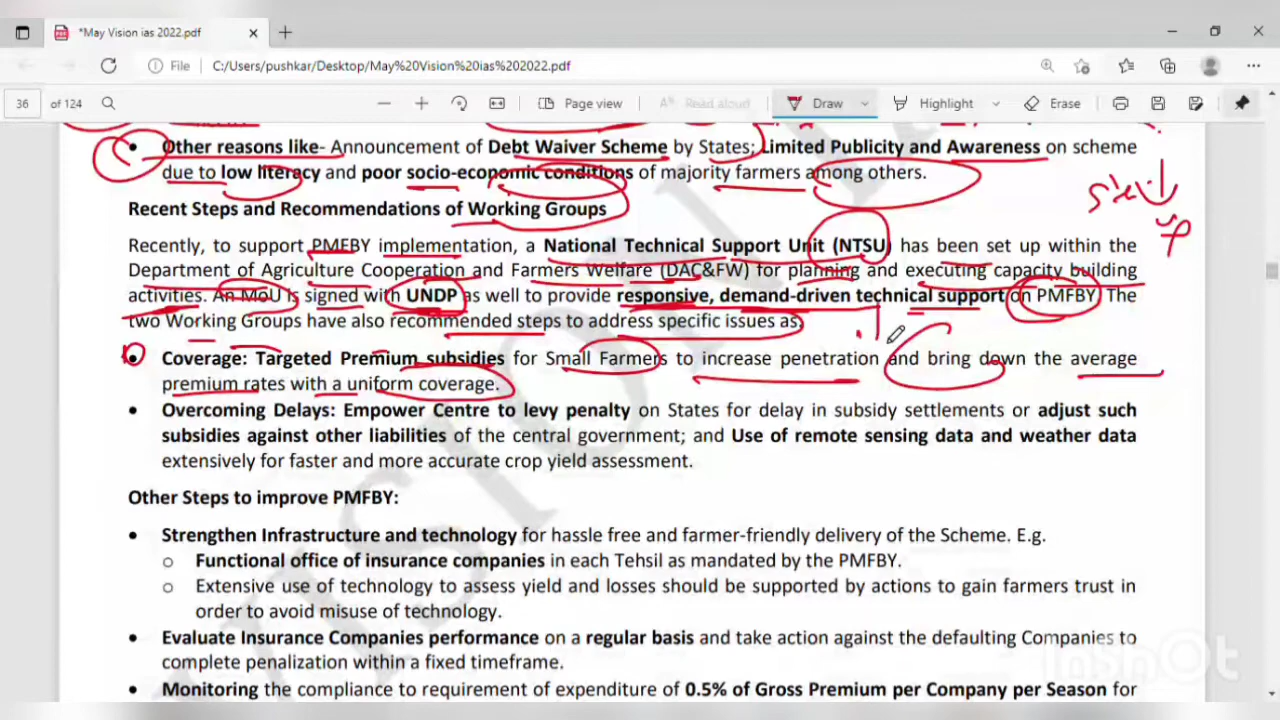 *May Vision ias 2022.pdf
File C:/Users/pushkar/Desktop/May%20Vision%20ias%202022.pdf
36 of 124 Page view Read aloud Draw Highlight Erase
• Other reasons like- Announcement of Debt Waiver Scheme by States; Limited Publicity and Awareness on scheme
due to low literacy and poor socio-economic conditions of majority farmers among others.
Recent Steps and Recommendations of Working Groups
Recently, to support PMFBY implementation, a National Technical Support Unit (NTSU) has been set up within the
Department of Agriculture Cooperation and Farmers Welfare (DAC&FW) for planning and executing capacity building
activities. An MoU is signed with UNDP as well to provide responsive, demand-driven technical support on PMFBY. The
two Working Groups have also recommended steps to address specific issues as:
• Coverage: Targeted Premium subsidies for Small Farmers to increase penetration and bring down the average
premium rates with a uniform coverage.
• Overcoming Delays: Empower Centre to levy penalty on States for delay in subsidy settlements or adjust such
subsidies against other liabilities of the central government; and Use of remote sensing data and weather data
extensively for faster and more accurate crop yield assessment.
Other Steps to improve PMFBY:
• Strengthen Infrastructure and technology for hassle free and farmer-friendly delivery of the Scheme. E.g.
o Functional office of insurance companies in each Tehsil as mandated by the PMFBY.
o Extensive use of technology to assess yield and losses should be supported by actions to gain farmers trust in
order to avoid misuse of technology.
• Evaluate Insurance Companies performance on a regular basis and take action against the defaulting Companies to
complete penalization within a fixed timeframe.
• Monitoring the compliance to requirement of expenditure of 0.5% of Gross Premium per Company per Season for
VISION
InShOt